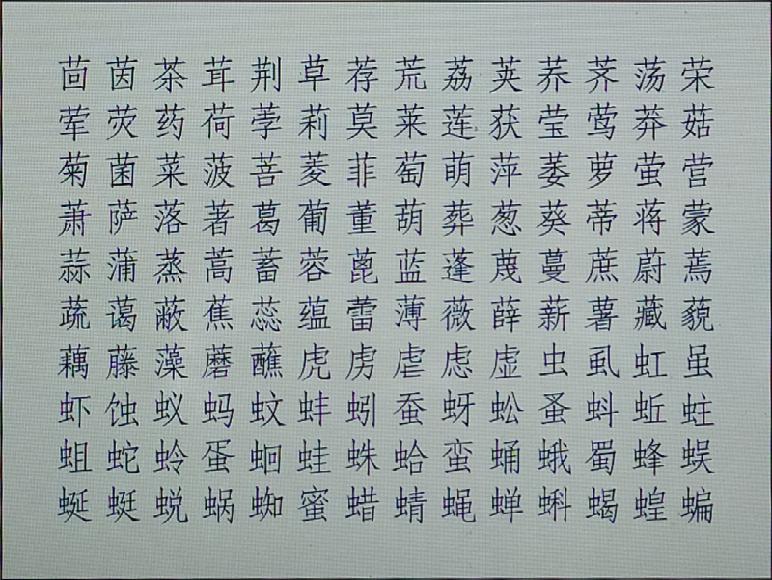 茴茵茶茸荆草荐荒荔荚荞荠荡荣
荤荧药荷荸莉莫莱莲获莹莺莽菇
菊菌菜菠菩菱菲萄萌萍萎萝萤营
萧萨落著葛葡董葫葬葱葵蒂蒋蒙
蒜蒲蒸蒿蓄蓉蓖蓝蓬蔑蔓蔗蔚蔫
蔬蔼蔽蕉蕊蕴蕾薄薇薛薪薯藏藐
藕藤藻蘑蘸虎虏虐虑虚虫虱虹虽
虾蚀蚁蚂蚊蚌蚓蚕蚜蚣蚤蚪蚯蛀
蛆蛇蛉蛋蛔蛙蛛蛤蛮蛹蛾蜀蜂蜈
蜒蜓蜕蜗蜘蜜蜡蜻蝇蝉蝌蝎蝗蝙